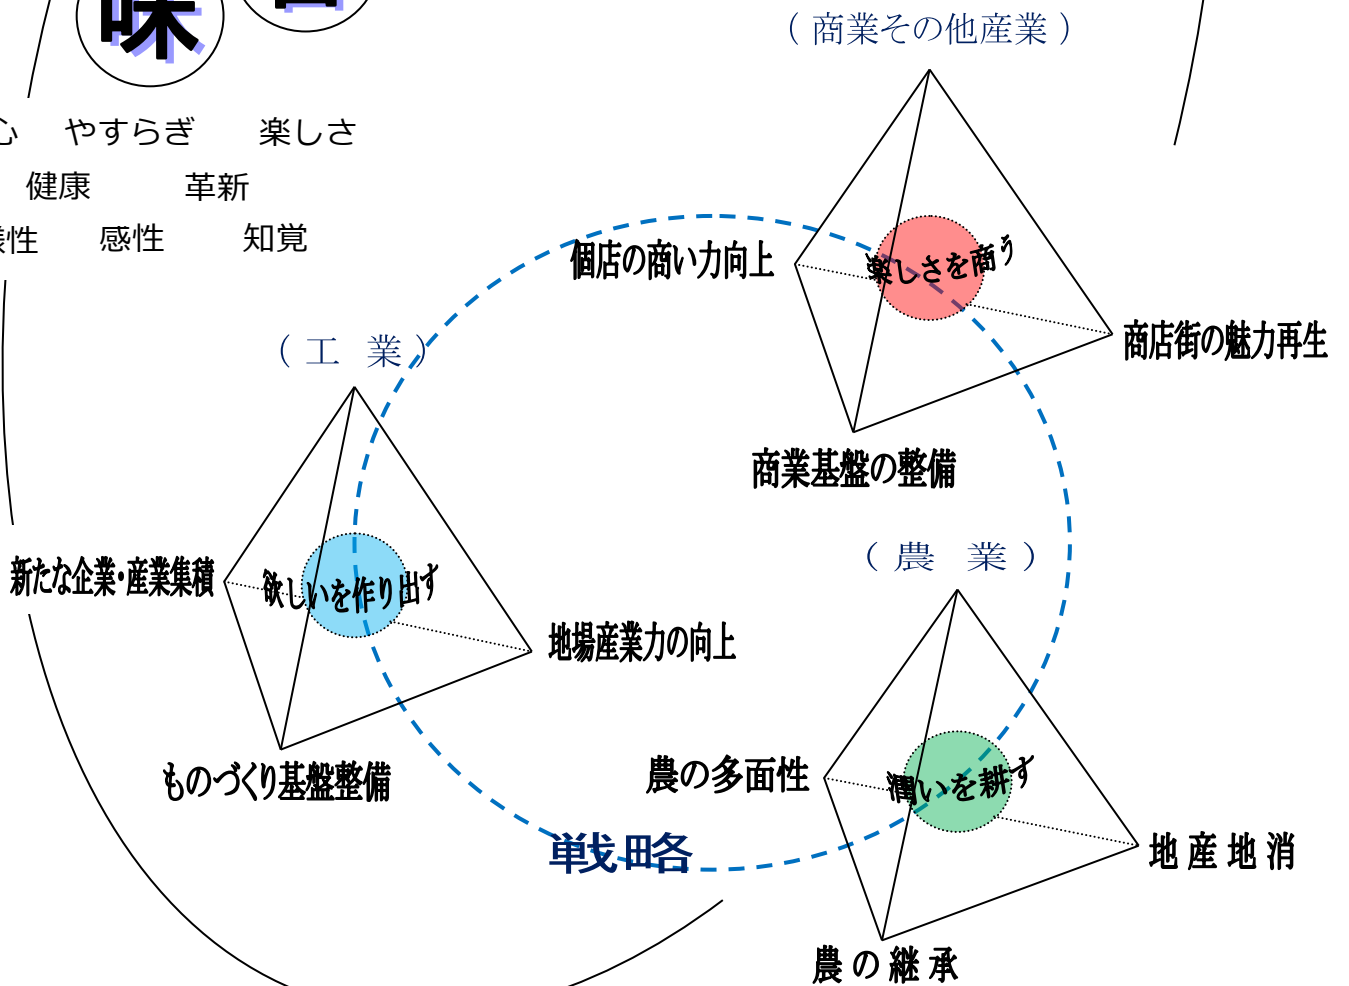 味
（商業その他産業）
やすらぎ　楽しさ
健康　革新
感性　知覚
個店の商い力向上
楽しさを商う
商店街の魅力再生
（工　業）
商業基盤の整備
（農　業）
新たな企業・産業集積
欲しいを作り出す
地場産業力の向上
農の多面性
潤いを耕す
ものづくり基盤整備
戦略
地産地消
農の継承